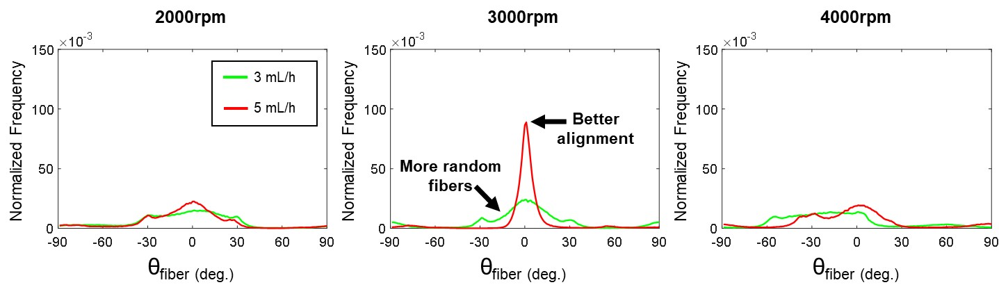 2000rpm
×10⁻³
150
100
50
0
Normalized Frequency
3 mL/h
5 mL/h
-90 -60 -30 0 30 60 90
θfiber (deg.)
3000rpm
×10⁻³
150
100
50
0
Normalized Frequency
Better
alignment
More random
fibers
-90 -60 -30 0 30 60 90
θfiber (deg.)
4000rpm
×10⁻³
150
100
50
0
Normalized Frequency
-90 -60 -30 0 30 60 90
θfiber (deg.)